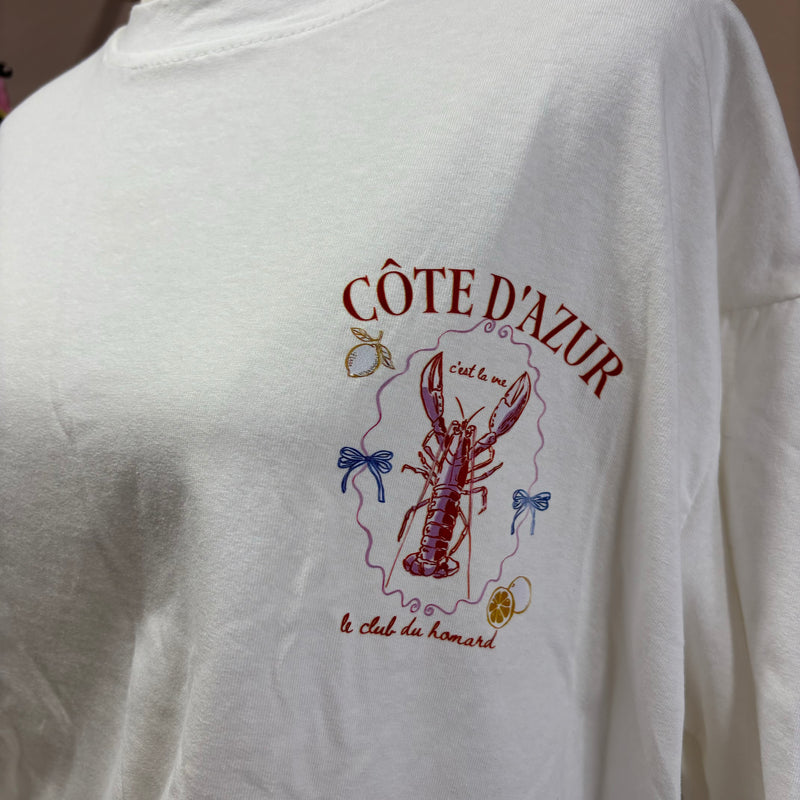 CÔTE D'AZUR
c'est la vie
le club du homard